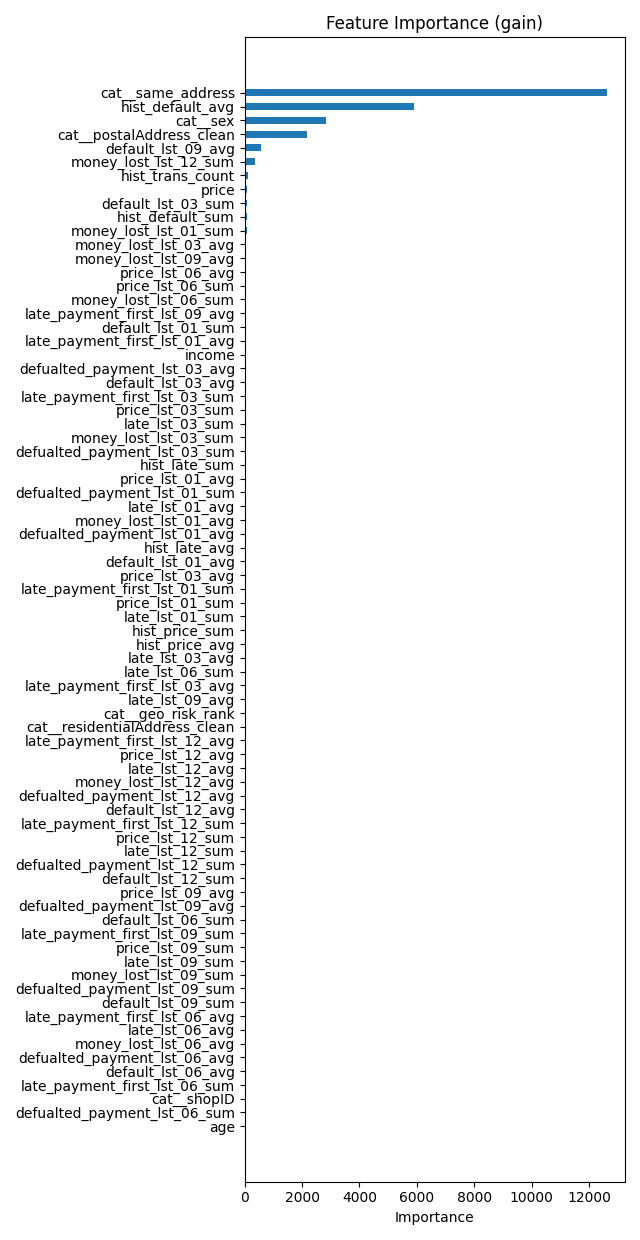 Feature Importance (gain)
cat__same_address
hist_default_avg
cat__sex
cat__postalAddress_clean
default_lst_09_avg
money_lost_lst_12_sum
hist_trans_count
price
default_lst_03_sum
hist_default_sum
money_lost_lst_01_sum
money_lost_lst_03_avg
money_lost_lst_09_avg
price_lst_06_avg
price_lst_06_sum
money_lost_lst_06_sum
late_payment_first_lst_09_avg
default_lst_01_sum
late_payment_first_lst_01_avg
income
defualted_payment_lst_03_avg
default_lst_03_avg
late_payment_first_lst_03_sum
price_lst_03_sum
late_lst_03_sum
money_lost_lst_03_sum
defualted_payment_lst_03_sum
hist_late_sum
price_lst_01_avg
defualted_payment_lst_01_sum
late_lst_01_avg
money_lost_lst_01_avg
defualted_payment_lst_01_avg
hist_late_avg
default_lst_01_avg
price_lst_03_avg
late_payment_first_lst_01_sum
price_lst_01_sum
late_lst_01_sum
hist_price_sum
hist_price_avg
late_lst_03_avg
late_lst_06_sum
late_payment_first_lst_03_avg
late_lst_09_avg
cat__geo_risk_rank
cat__residentialAddress_clean
late_payment_first_lst_12_avg
price_lst_12_avg
late_lst_12_avg
money_lost_lst_12_avg
defualted_payment_lst_12_avg
default_lst_12_avg
late_payment_first_lst_12_sum
price_lst_12_sum
late_lst_12_sum
defualted_payment_lst_12_sum
default_lst_12_sum
price_lst_09_avg
defualted_payment_lst_09_avg
default_lst_06_sum
late_payment_first_lst_09_sum
price_lst_09_sum
late_lst_09_sum
money_lost_lst_09_sum
defualted_payment_lst_09_sum
default_lst_09_sum
late_payment_first_lst_06_avg
late_lst_06_avg
money_lost_lst_06_avg
defualted_payment_lst_06_avg
default_lst_06_avg
late_payment_first_lst_06_sum
cat__shopID
defualted_payment_lst_06_sum
age
0 2000 4000 6000 8000 10000 12000
Importance